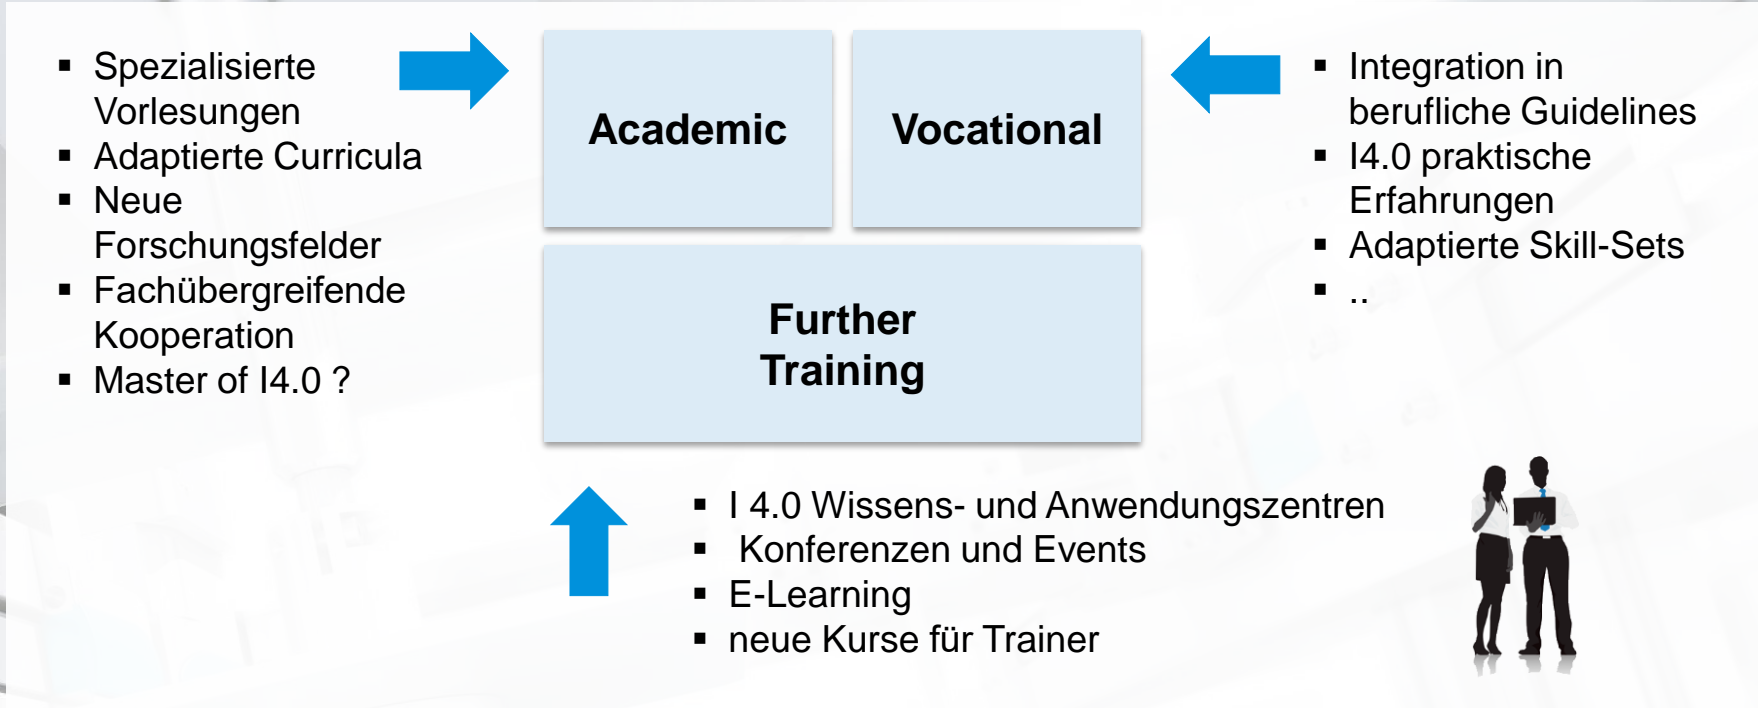 ▪ Spezialisierte
Vorlesungen
▪ Adaptierte Curricula
▪ Neue
Forschungsfelder
▪ Fachübergreifende
Kooperation
▪ Master of I4.0 ?
Academic
Vocational
Further
Training
▪ Integration in
berufliche Guidelines
▪ I4.0 praktische
Erfahrungen
▪ Adaptierte Skill-Sets
▪ ..
▪ I 4.0 Wissens- und Anwendungszentren
▪ Konferenzen und Events
▪ E-Learning
▪ neue Kurse für Trainer